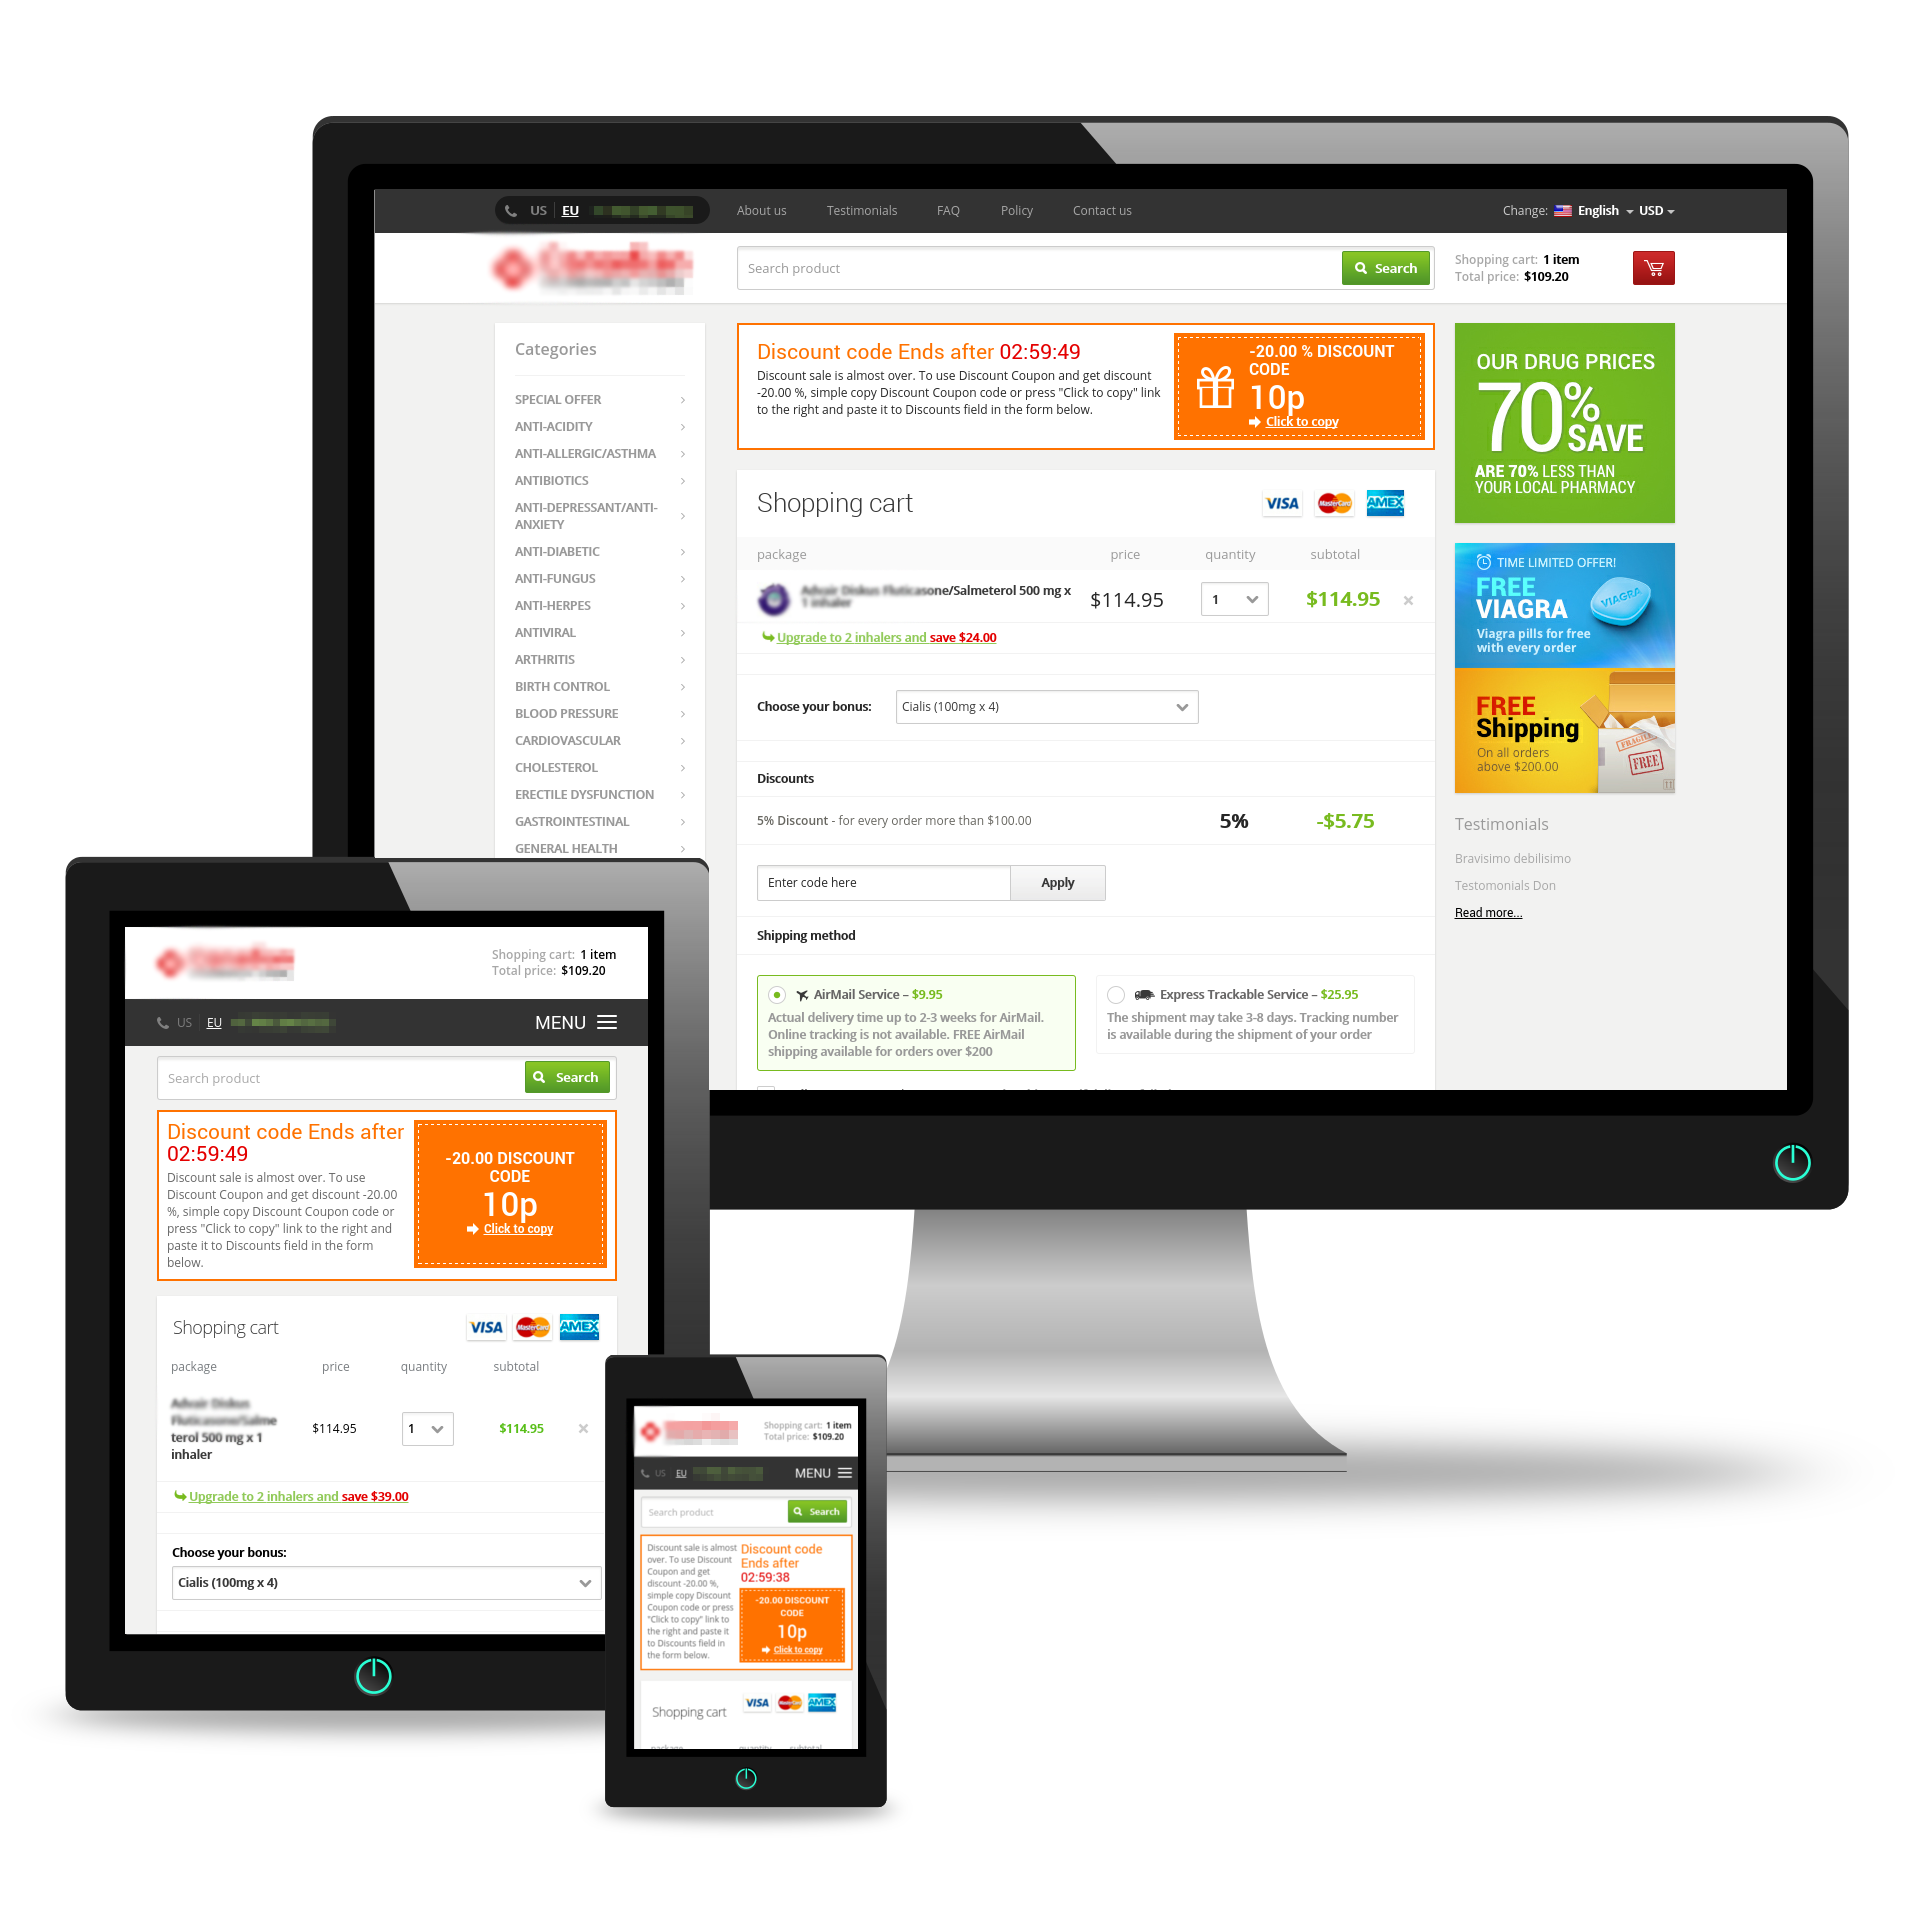 US EU
About us Testimonials FAQ Policy Contact us
Change: English USD
Search product
Search
Shopping cart: 1 item
Total price: $109.20
Categories
SPECIAL OFFER
ANTI-ACIDITY
ANTI-ALLERGIC/ASTHMA
ANTIBIOTICS
ANTI-DEPRESSANT/ANTI-
ANXIETY
ANTI-DIABETIC
ANTI-FUNGUS
ANTI-HERPES
ANTIVIRAL
ARTHRITIS
BIRTH CONTROL
BLOOD PRESSURE
CARDIOVASCULAR
CHOLESTEROL
ERECTILE DYSFUNCTION
GASTROINTESTINAL
GENERAL HEALTH
Discount code Ends after 02:59:49
Discount sale is almost over. To use Discount Coupon and get discount
-20.00 %, simple copy Discount Coupon code or press "Click to copy" link
to the right and paste it to Discounts field in the form below.
-20.00 % DISCOUNT
CODE
10p
Click to copy
Shopping cart
VISA MasterCard AMEX
package price quantity subtotal
Advair Diskus Fluticasone/Salmeterol 500 mg x
1 inhaler
$114.95 1 $114.95
Upgrade to 2 inhalers and save $24.00
Choose your bonus: Cialis (100mg x 4)
Discounts
5% Discount - for every order more than $100.00 5% -$5.75
Enter code here Apply
Shipping method
AirMail Service – $9.95
Actual delivery time up to 2-3 weeks for AirMail.
Online tracking is not available. FREE AirMail
shipping available for orders over $200
Express Trackable Service – $25.95
The shipment may take 3-8 days. Tracking number
is available during the shipment of your order
OUR DRUG PRICES
70%
SAVE
ARE 70% LESS THAN
YOUR LOCAL PHARMACY
TIME LIMITED OFFER!
FREE
VIAGRA
VIAGRA
Viagra pills for free
with every order
FREE
Shipping
On all orders
above $200.00
FRAGILE
FREE
Testimonials
Bravisimo debilisimo
Testomonials Don
Read more...
Shopping cart: 1 item
Total price: $109.20
US EU
MENU
Search product
Search
Discount code Ends after
02:59:49
Discount sale is almost over. To use
Discount Coupon and get discount -20.00
%, simple copy Discount Coupon code or
press "Click to copy" link to the right and
paste it to Discounts field in the form
below.
-20.00 DISCOUNT
CODE
10p
Click to copy
Shopping cart
VISA MasterCard AMEX
package price quantity subtotal
Advair Diskus
Fluticasone/Salme
terol 500 mg x 1
inhaler
$114.95 1 $114.95
Upgrade to 2 inhalers and save $39.00
Choose your bonus:
Cialis (100mg x 4)
Shopping cart: 1 item
Total price: $109.20
US EU
MENU
Search product
Search
Discount sale is almost
over. To use Discount
Coupon and get
discount -20.00 %,
simple copy Discount
Coupon code or press
"Click to copy" link to
the right and paste it
to Discounts field in
the form below.
Discount code
Ends after
02:59:38
-20.00 DISCOUNT
CODE
10p
Click to copy
Shopping cart
VISA MasterCard AMEX
package quantity subtotal